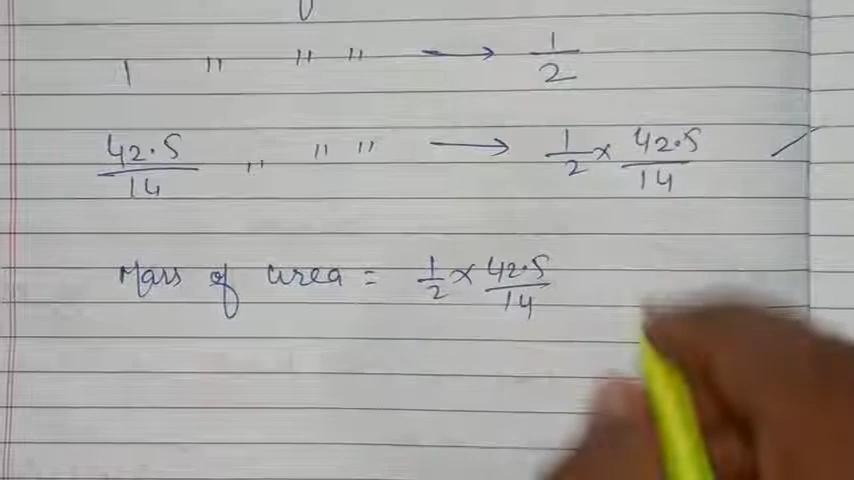 1 " " " → 1/2
42.5/14 " " " → 1/2 × 42.5/14
Mass of urea = 1/2 × 42.5/14